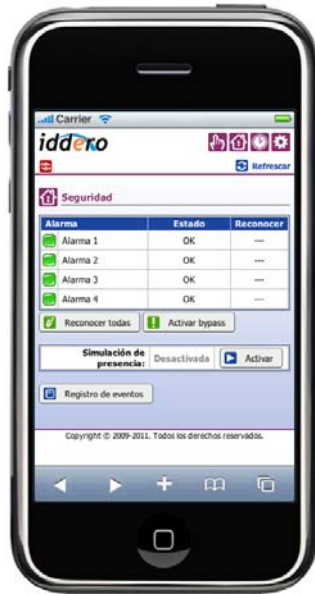 Carrier
iddero
Refrescar
Seguridad
Alarma Estado Reconocer
Alarma 1 OK ---
Alarma 2 OK ---
Alarma 3 OK ---
Alarma 4 OK ---
Reconocer todas Activar bypass
Simulación de
presencia: Desactivada Activar
Registro de eventos
Copyright © 2009-2011. Todos los derechos reservados.